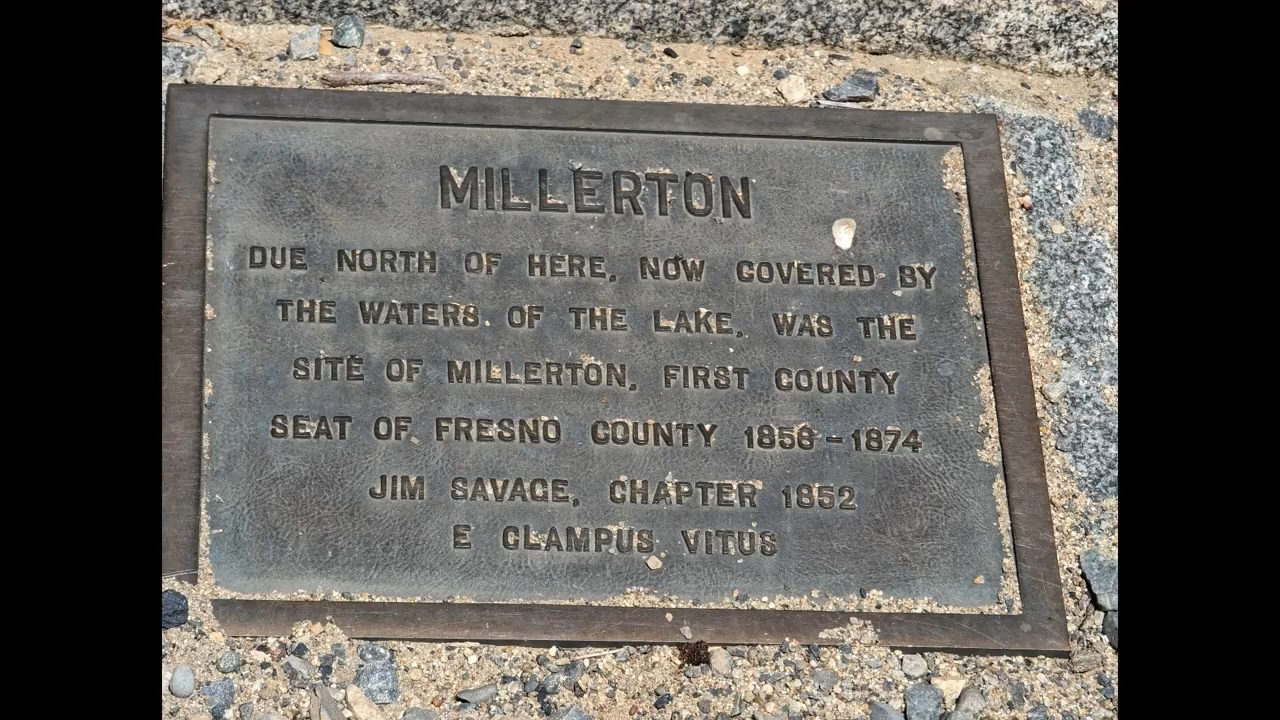 MILLERTON
DUE NORTH OF HERE, NOW COVERED BY
THE WATERS OF THE LAKE, WAS THE
SITE OF MILLERTON, FIRST COUNTY
SEAT OF FRESNO COUNTY 1856-1874
JIM SAVAGE, CHAPTER 1852
E CLAMPUS VITUS